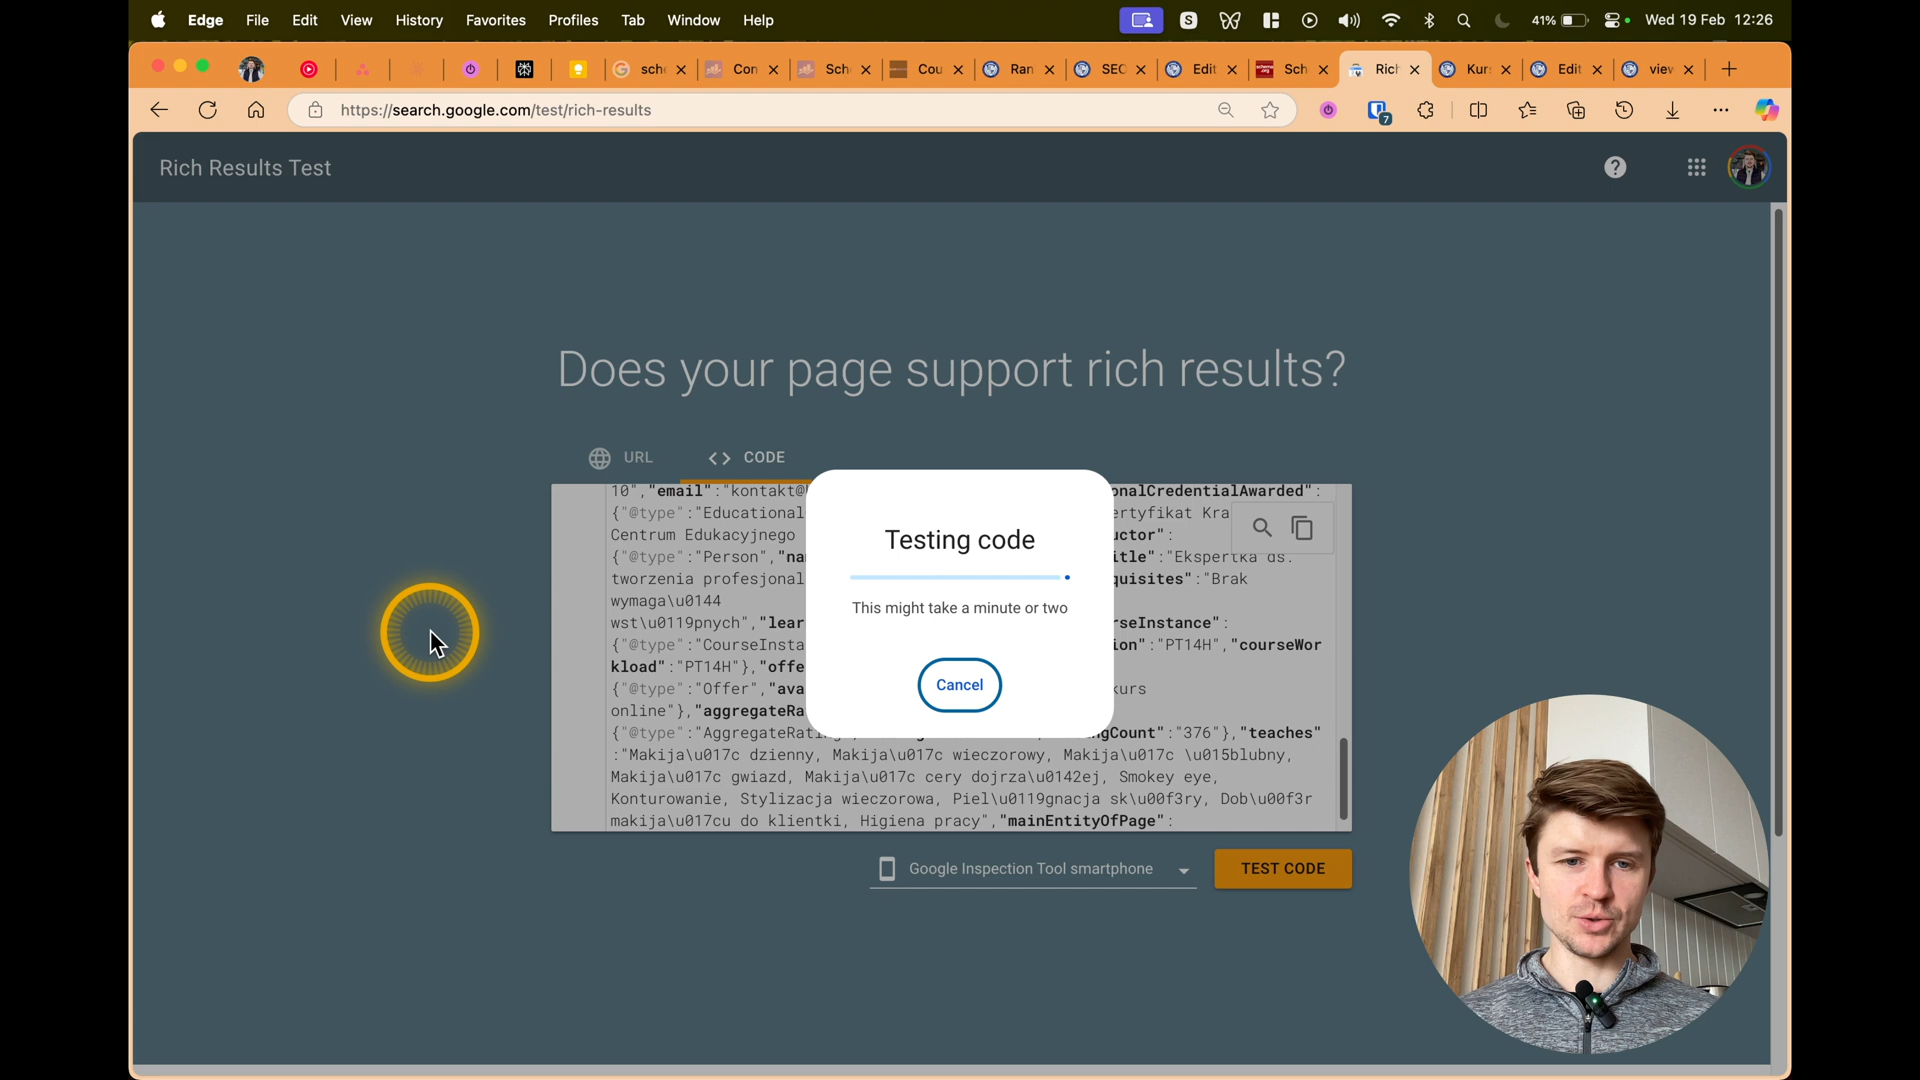 Edge File Edit View History Favorites Profiles Tab Window Help 41% Wed 19 Feb 12:26
sch Con Sch Cou Ran SEO Edit Sch Rich Kurs Edit view
https://search.google.com/test/rich-results
7
Rich Results Test
Does your page support rich results?
URL CODE
10","email":"kontakt@ onalCredentialAwarded":
{"@type":"Educational ertyfikat Kra
Centrum Edukacyjnego uctor":
{"@type":"Person","na itle":"Ekspertka ds.
tworzenia profesjonal quisites":"Brak
wymaga\u0144
wst\u0119pnych","lear rseInstance":
{"@type":"CourseInsta ion":"PT14H","courseWor
kload":"PT14H"},"offe
{"@type":"Offer","ava kurs
online"},"aggregateRa
{"@type":"AggregateRating ngCount":"376"},"teaches"
:"Makija\u017c dzienny, Makija\u017c wieczorowy, Makija\u017c \u015blubny,
Makija\u017c gwiazd, Makija\u017c cery dojrza\u0142ej, Smokey eye,
Konturowanie, Stylizacja wieczorowa, Piel\u0119gnacja sk\u00f3ry, Dob\u00f3r
makija\u017cu do klientki, Higiena pracy","mainEntityOfPage":
Testing code
This might take a minute or two
Cancel
Google Inspection Tool smartphone TEST CODE